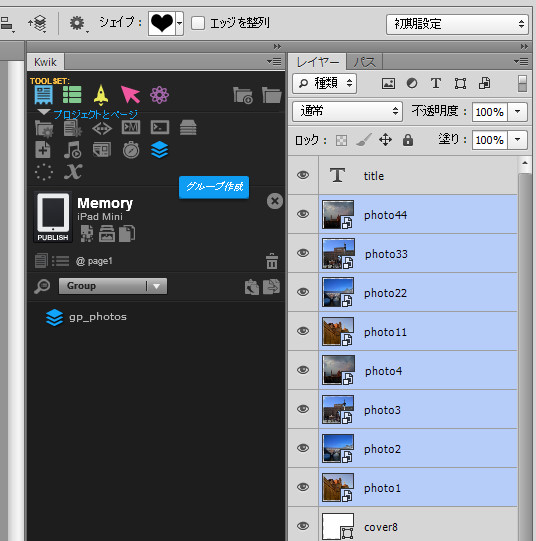 シェイプ: エッジを整列 初期設定
Kwik
TOOLSET:
プロジェクトとページ
グループ作成
Memory
iPad Mini
PUBLISH
@ page1
Group
gp_photos
レイヤー パス
種類
通常 不透明度: 100%
ロック: 塗り: 100%
title
photo44
photo33
photo22
photo11
photo4
photo3
photo2
photo1
cover8